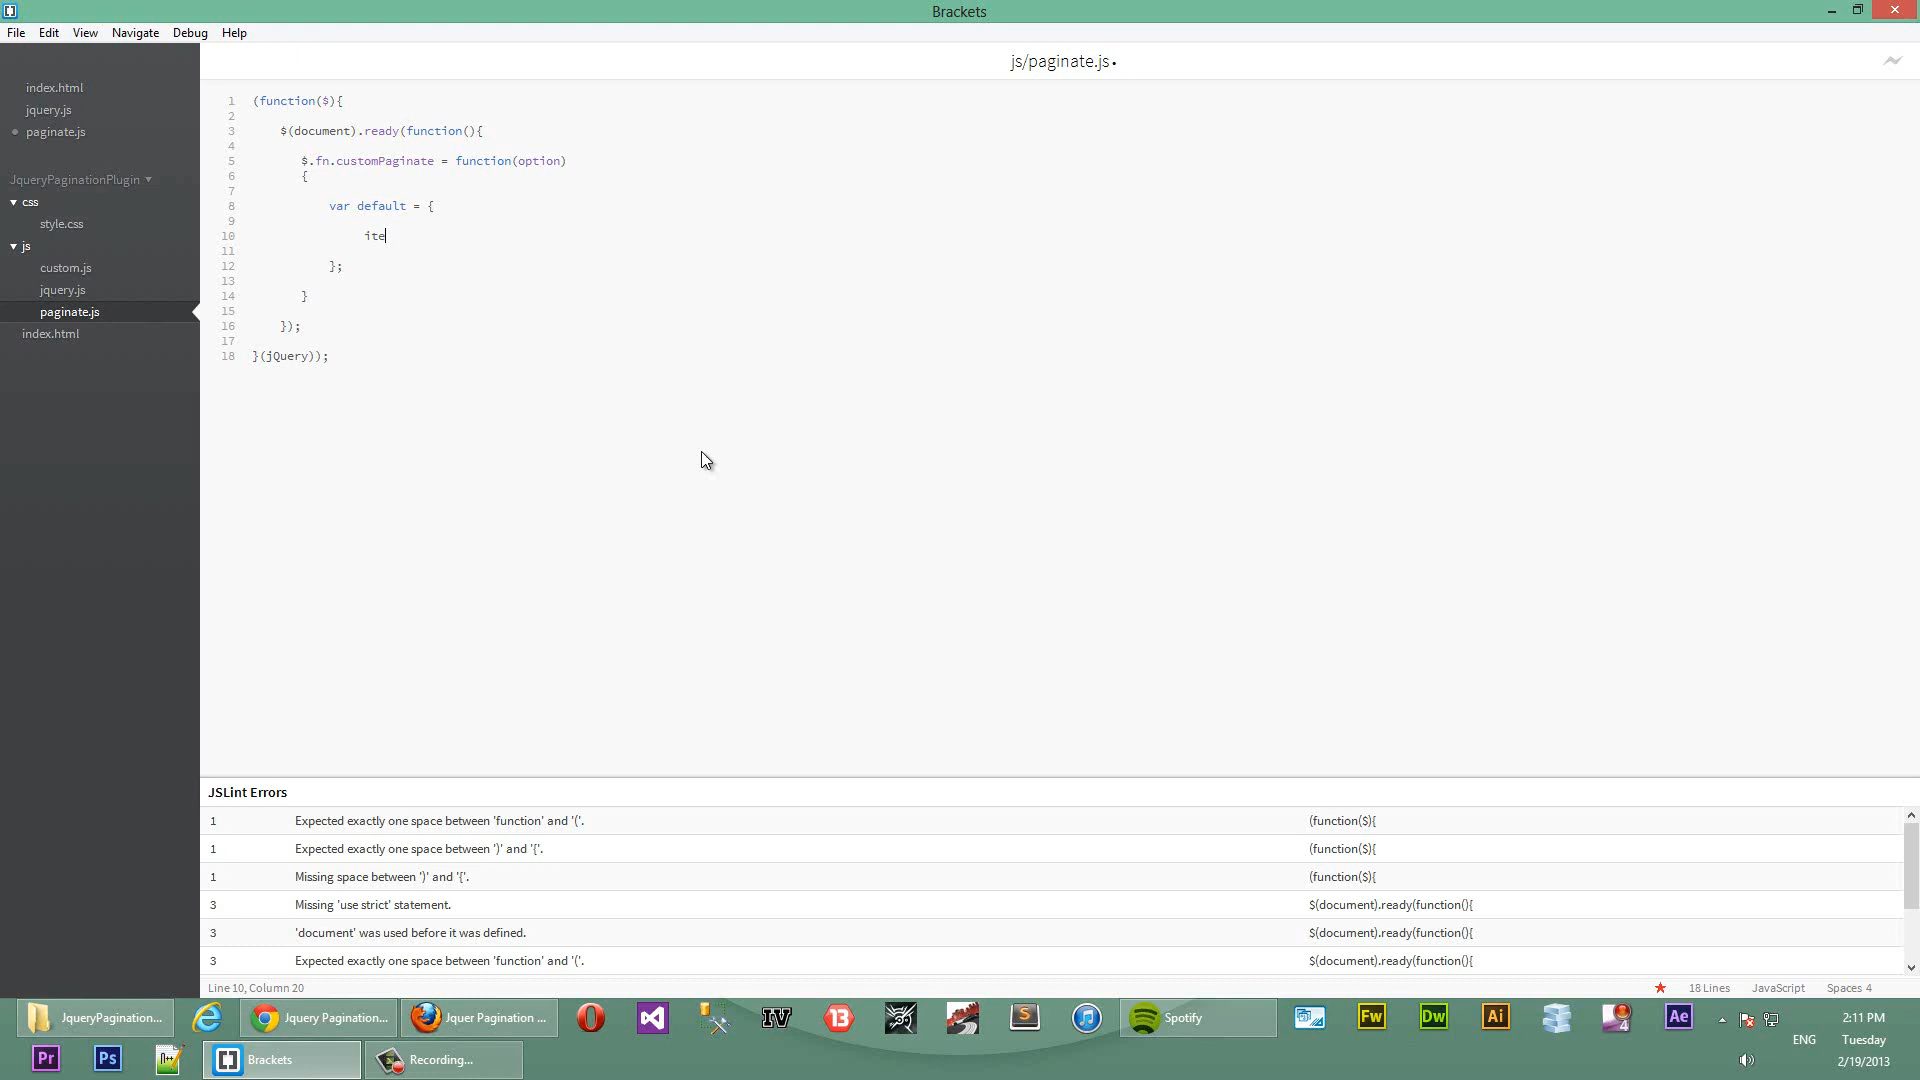 Brackets
File Edit View Navigate Debug Help
js/paginate.js •
index.html
jquery.js
paginate.js
JqueryPaginationPlugin
css
style.css
js
custom.js
jquery.js
paginate.js
index.html
1 (function($){
2
3 $(document).ready(function(){
4
5 $.fn.customPaginate = function(option)
6 {
7
8 var default = {
9
10 ite
11
12 };
13
14 }
15
16 });
17
18 }(jQuery));
JSLint Errors
1 Expected exactly one space between 'function' and '('. (function($){
1 Expected exactly one space between ')' and '{'. (function($){
1 Missing space between ')' and '{'. (function($){
3 Missing 'use strict' statement. $(document).ready(function(){
3 'document' was used before it was defined. $(document).ready(function(){
3 Expected exactly one space between 'function' and '('. $(document).ready(function(){
Line 10, Column 20 18 Lines JavaScript Spaces 4
JqueryPagination... Jquery Pagination... Jquer Pagination ... IV 13 S Spotify Fw Dw Ai 4 Ae 2:11 PM
ENG Tuesday
Pr Ps Brackets Recording... 2/19/2013